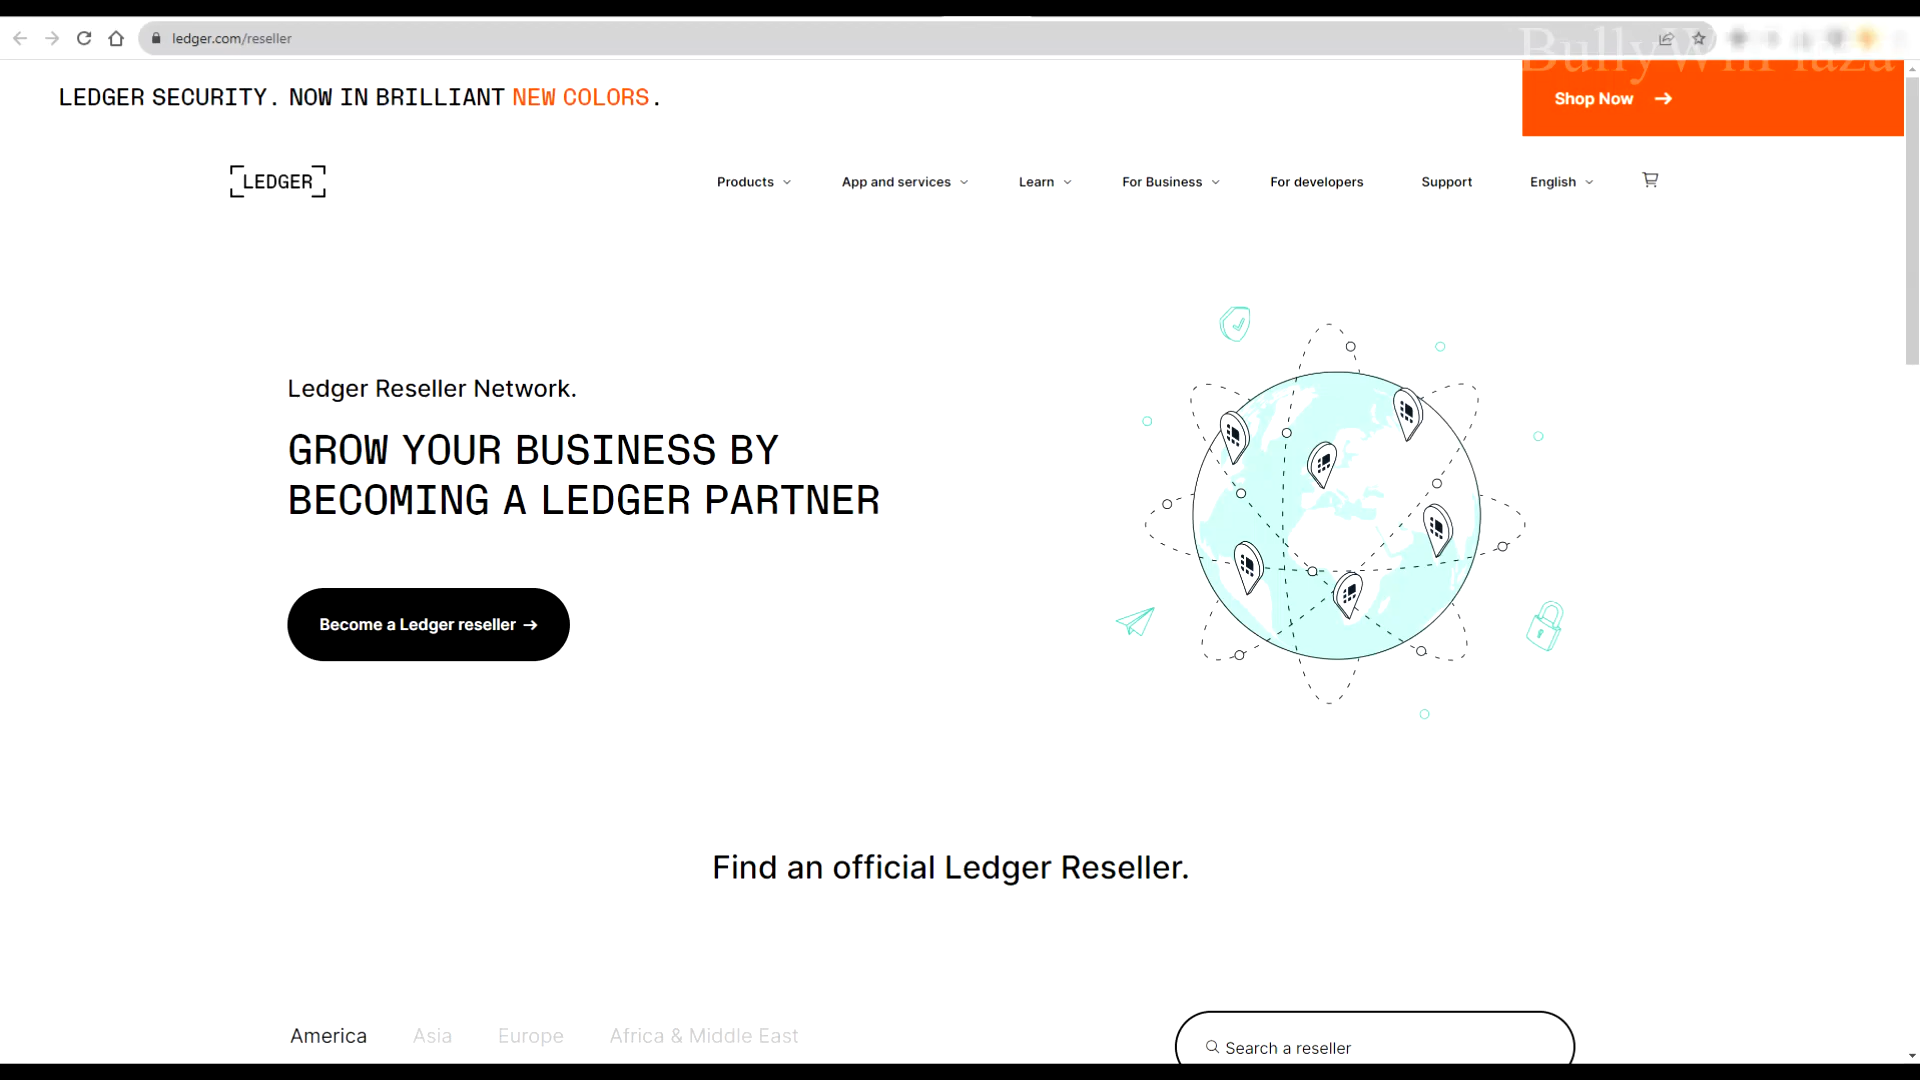 ledger.com/reseller
BullyWiiPlaza
LEDGER SECURITY. NOW IN BRILLIANT NEW COLORS.
Shop Now
LEDGER
Products
App and services
Learn
For Business
For developers
Support
English
Ledger Reseller Network.
GROW YOUR BUSINESS BY
BECOMING A LEDGER PARTNER
Become a Ledger reseller
Find an official Ledger Reseller.
America
Asia
Europe
Africa & Middle East
Search a reseller